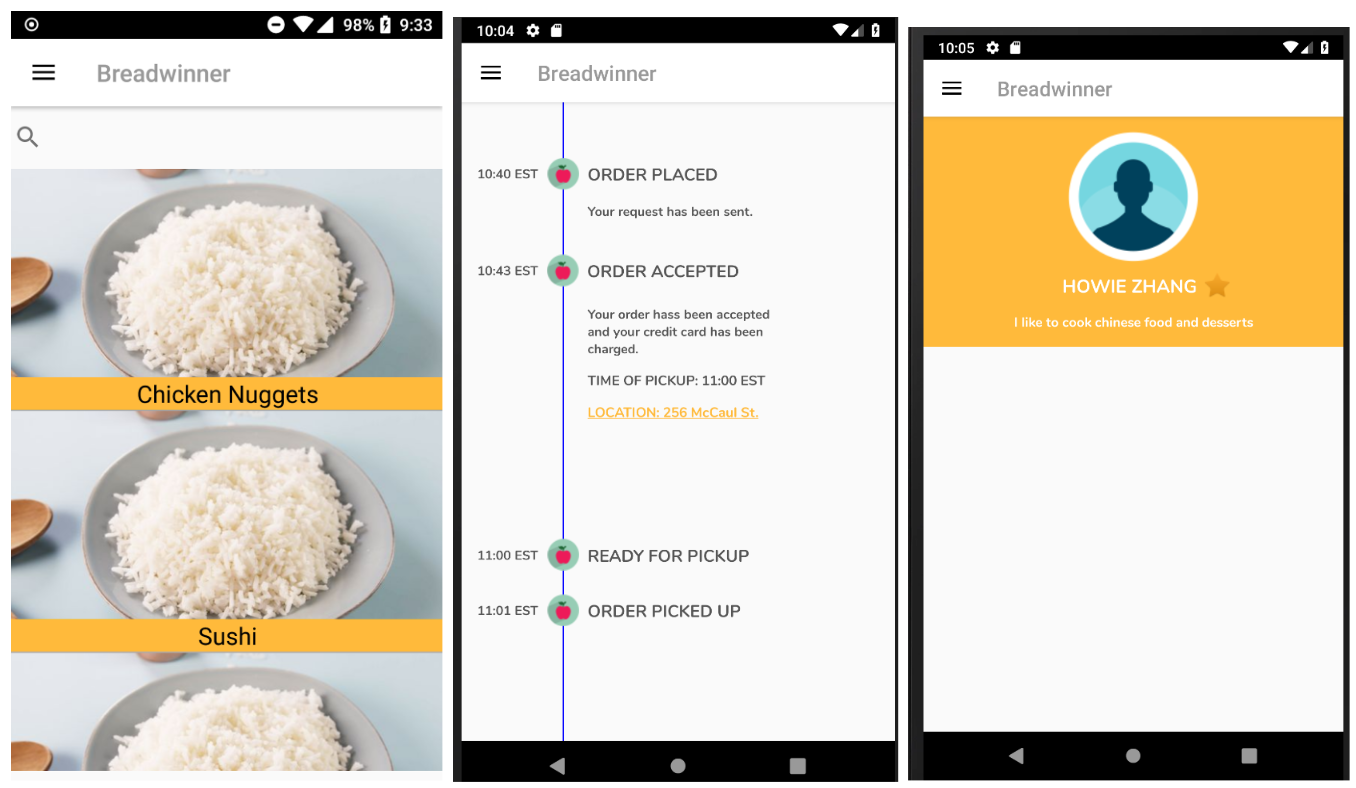 98% 9:33
Breadwinner
Chicken Nuggets
Sushi
10:04
Breadwinner
10:40 EST ORDER PLACED
Your request has been sent.
10:43 EST ORDER ACCEPTED
Your order hass been accepted
and your credit card has been
charged.
TIME OF PICKUP: 11:00 EST
LOCATION: 256 McCaul St.
11:00 EST READY FOR PICKUP
11:01 EST ORDER PICKED UP
10:05
Breadwinner
HOWIE ZHANG
I like to cook chinese food and desserts